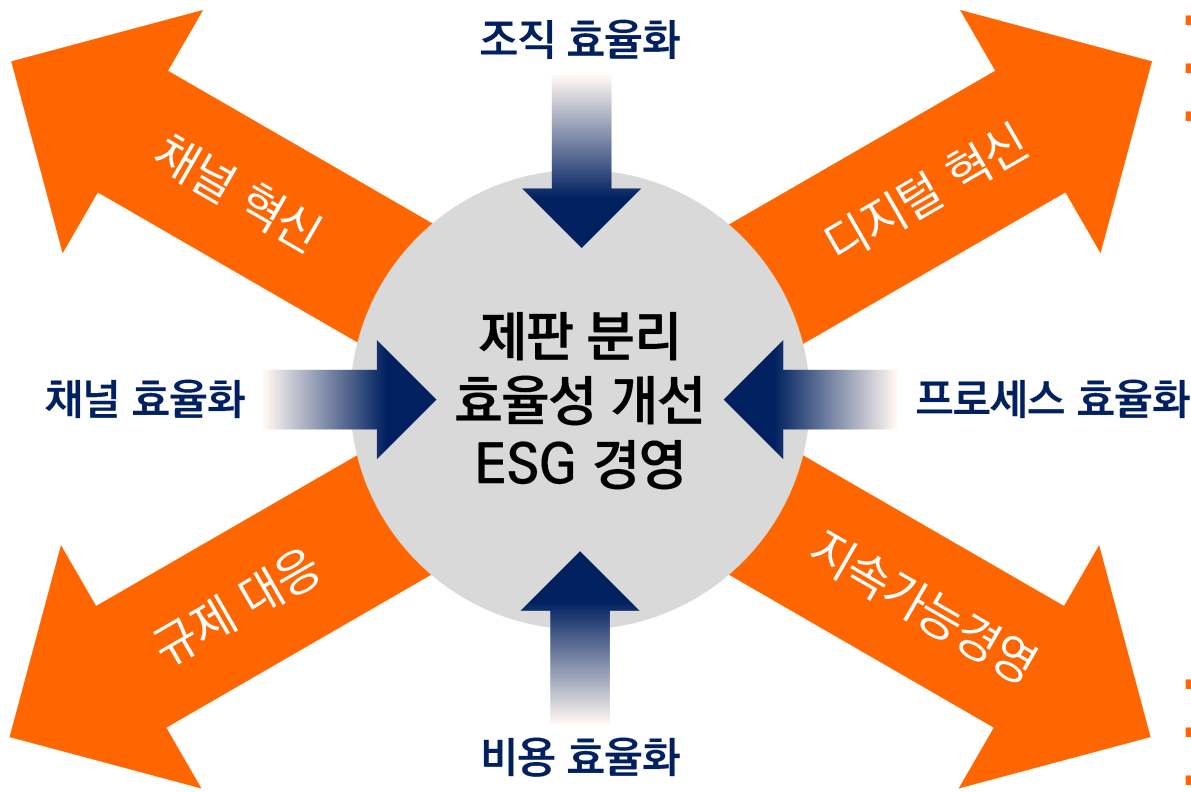 조직 효율화
채널 혁신
디지털 혁신
제판 분리
효율성 개선
ESG 경영
채널 효율화
프로세스 효율화
규제 대응
지속가능경영
비용 효율화